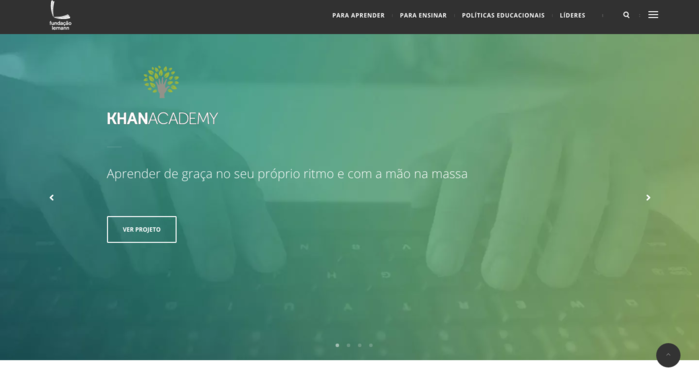 fundação
lemann
PARA APRENDER
PARA ENSINAR
POLÍTICAS EDUCACIONAIS
LÍDERES
KHANACADEMY
Aprender de graça no seu próprio ritmo e com a mão na massa
VER PROJETO